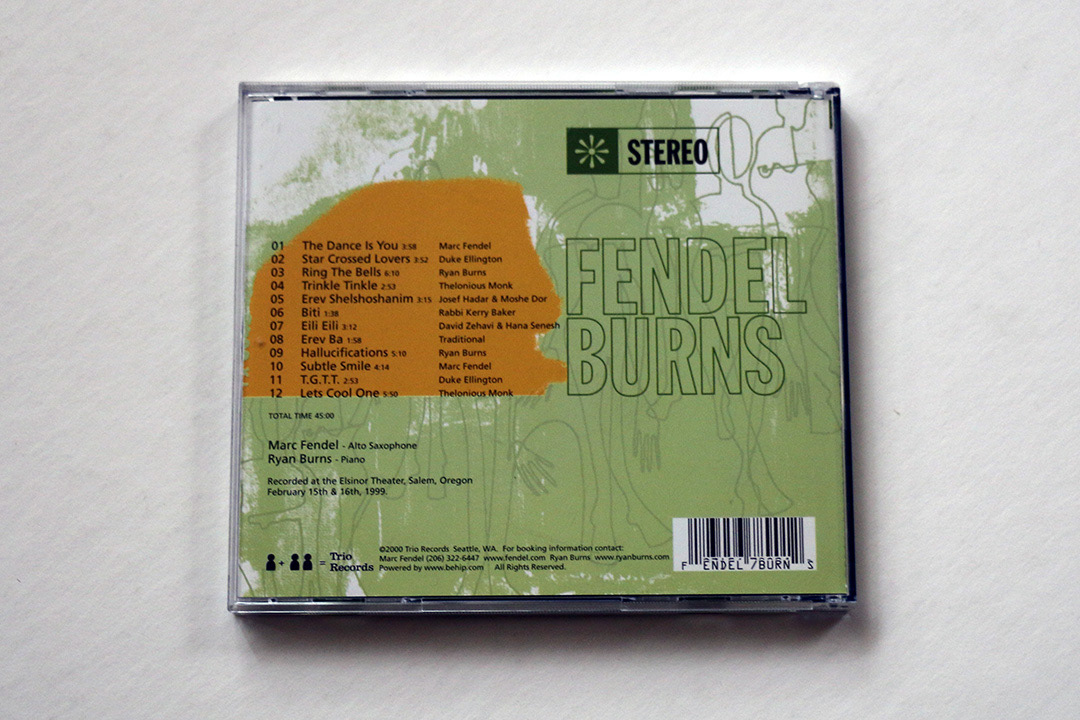 STEREO
FENDEL
BURNS
01 The Dance Is You 3:58 Marc Fendel
02 Star Crossed Lovers 3:52 Duke Ellington
03 Ring The Bells 6:10 Ryan Burns
04 Trinkle Tinkle 2:53 Thelonious Monk
05 Erev Shelshoshanim 3:15 Josef Hadar & Moshe Dor
06 Biti 1:38 Rabbi Kerry Baker
07 Eili Eili 3:12 David Zehavi & Hana Senesh
08 Erev Ba 1:58 Traditional
09 Hallucifications 5:10 Ryan Burns
10 Subtle Smile 4:14 Marc Fendel
11 T.G.T.T. 2:53 Duke Ellington
12 Lets Cool One 5:50 Thelonious Monk
TOTAL TIME 45:00
Marc Fendel - Alto Saxophone
Ryan Burns - Piano
Recorded at the Elsinor Theater, Salem, Oregon
February 15th & 16th, 1999.
+ = Trio
Records
©2000 Trio Records Seattle, WA. For booking information contact:
Marc Fendel (206) 322-6447 www.fendel.com Ryan Burns www.ryanburns.com
Powered by www.behip.com All Rights Reserved.
F ENDEL 7BURN S